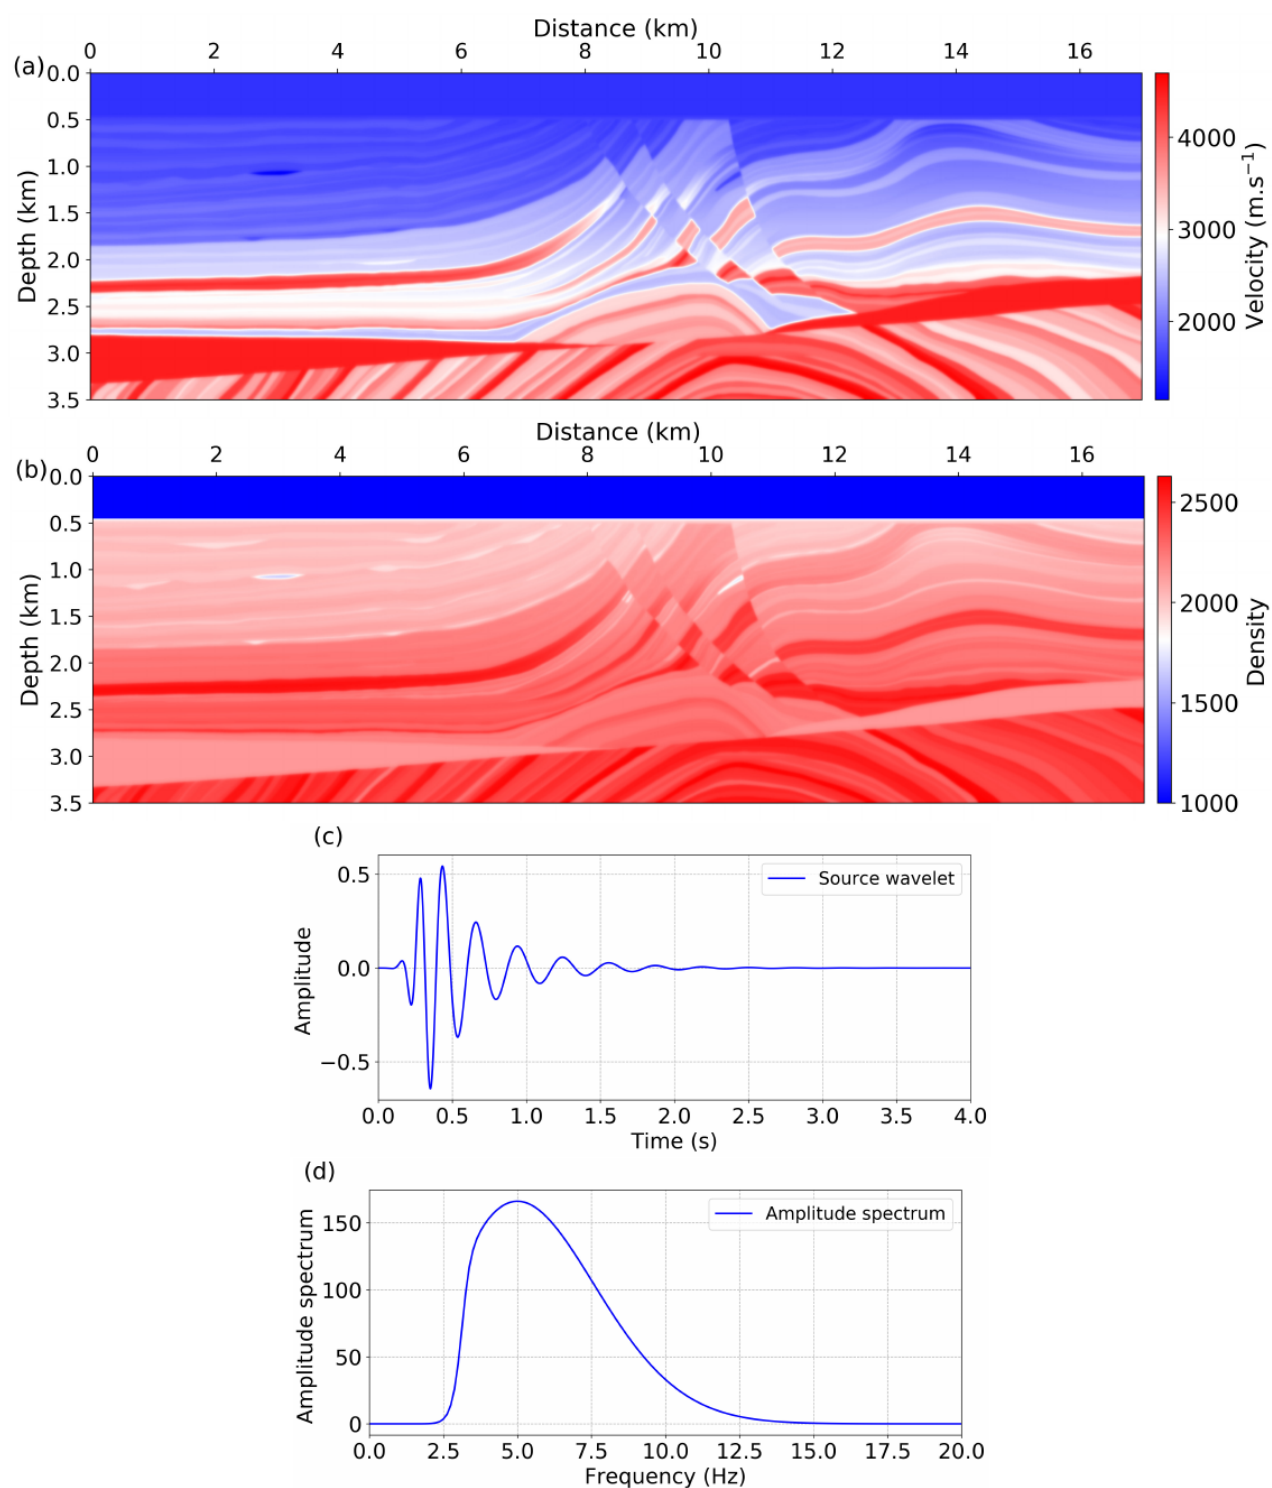 Distance (km)
0 2 4 6 8 10 12 14 16
(a)
0.0
0.5
1.0
1.5
2.0
2.5
3.0
3.5
Depth (km)
4000
3000
2000
Velocity (m.s⁻¹)
Distance (km)
0 2 4 6 8 10 12 14 16
(b)
0.0
0.5
1.0
1.5
2.0
2.5
3.0
3.5
Depth (km)
2500
2000
1500
1000
Density
(c)
0.5
0.0
−0.5
Amplitude
Source wavelet
0.0 0.5 1.0 1.5 2.0 2.5 3.0 3.5 4.0
Time (s)
(d)
150
100
50
0
Amplitude spectrum
Amplitude spectrum
0.0 2.5 5.0 7.5 10.0 12.5 15.0 17.5 20.0
Frequency (Hz)